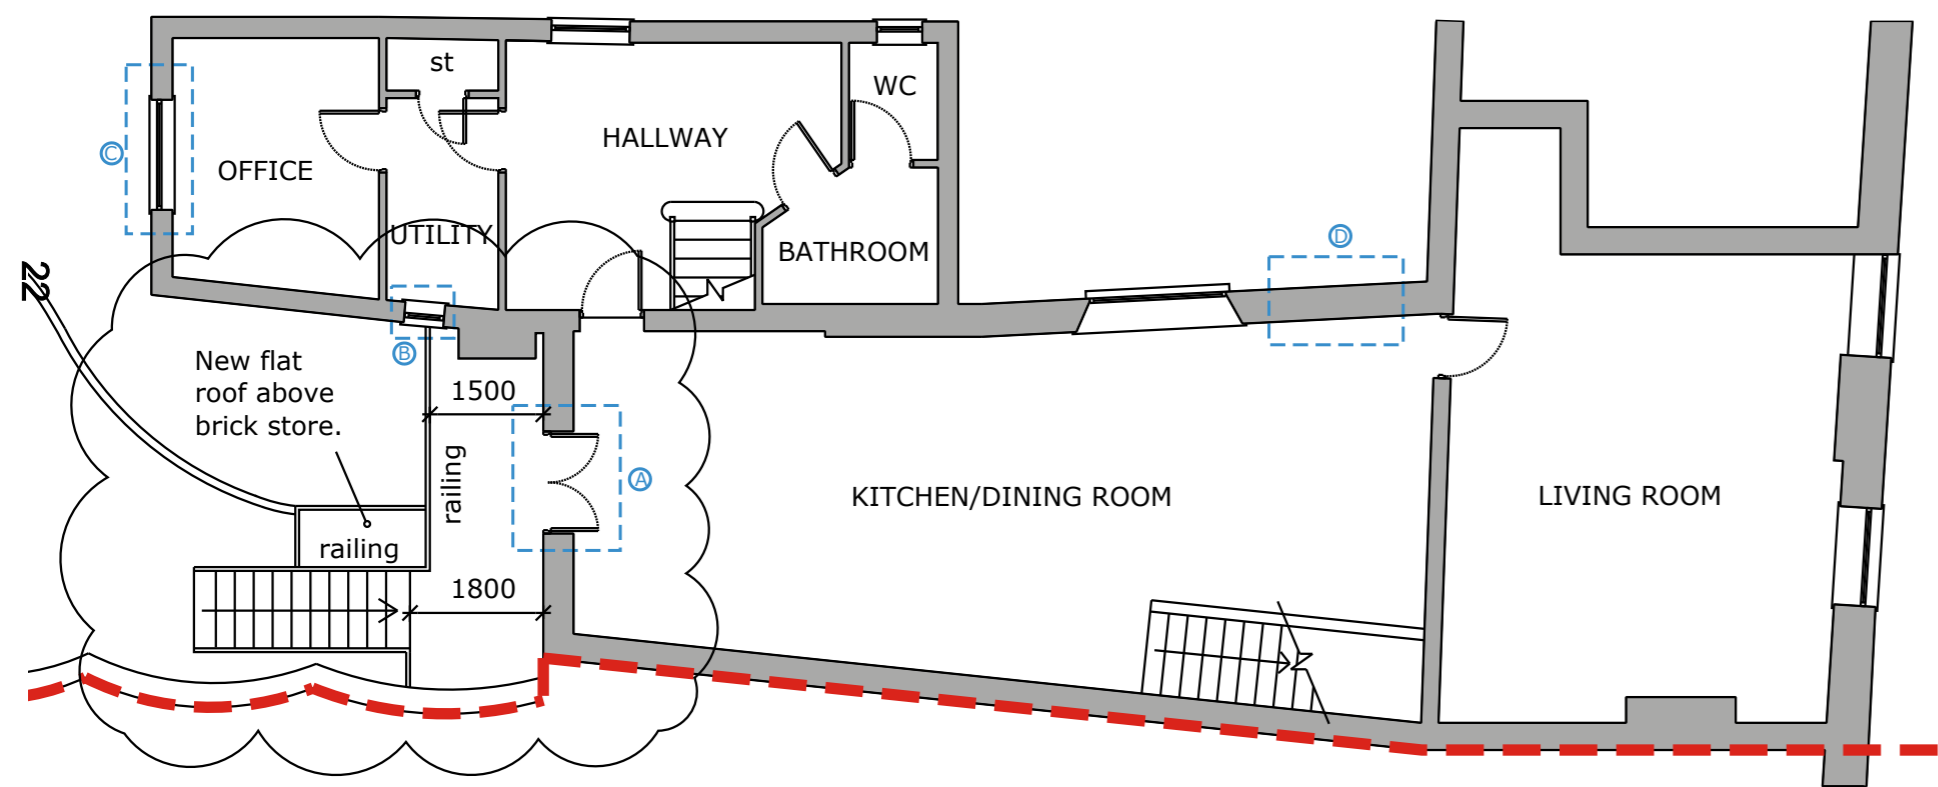 st
WC
HALLWAY
C
OFFICE
UTILITY
BATHROOM
D
22
B
New flat
roof above
brick store.
1500
railing
A
KITCHEN/DINING ROOM
LIVING ROOM
railing
1800